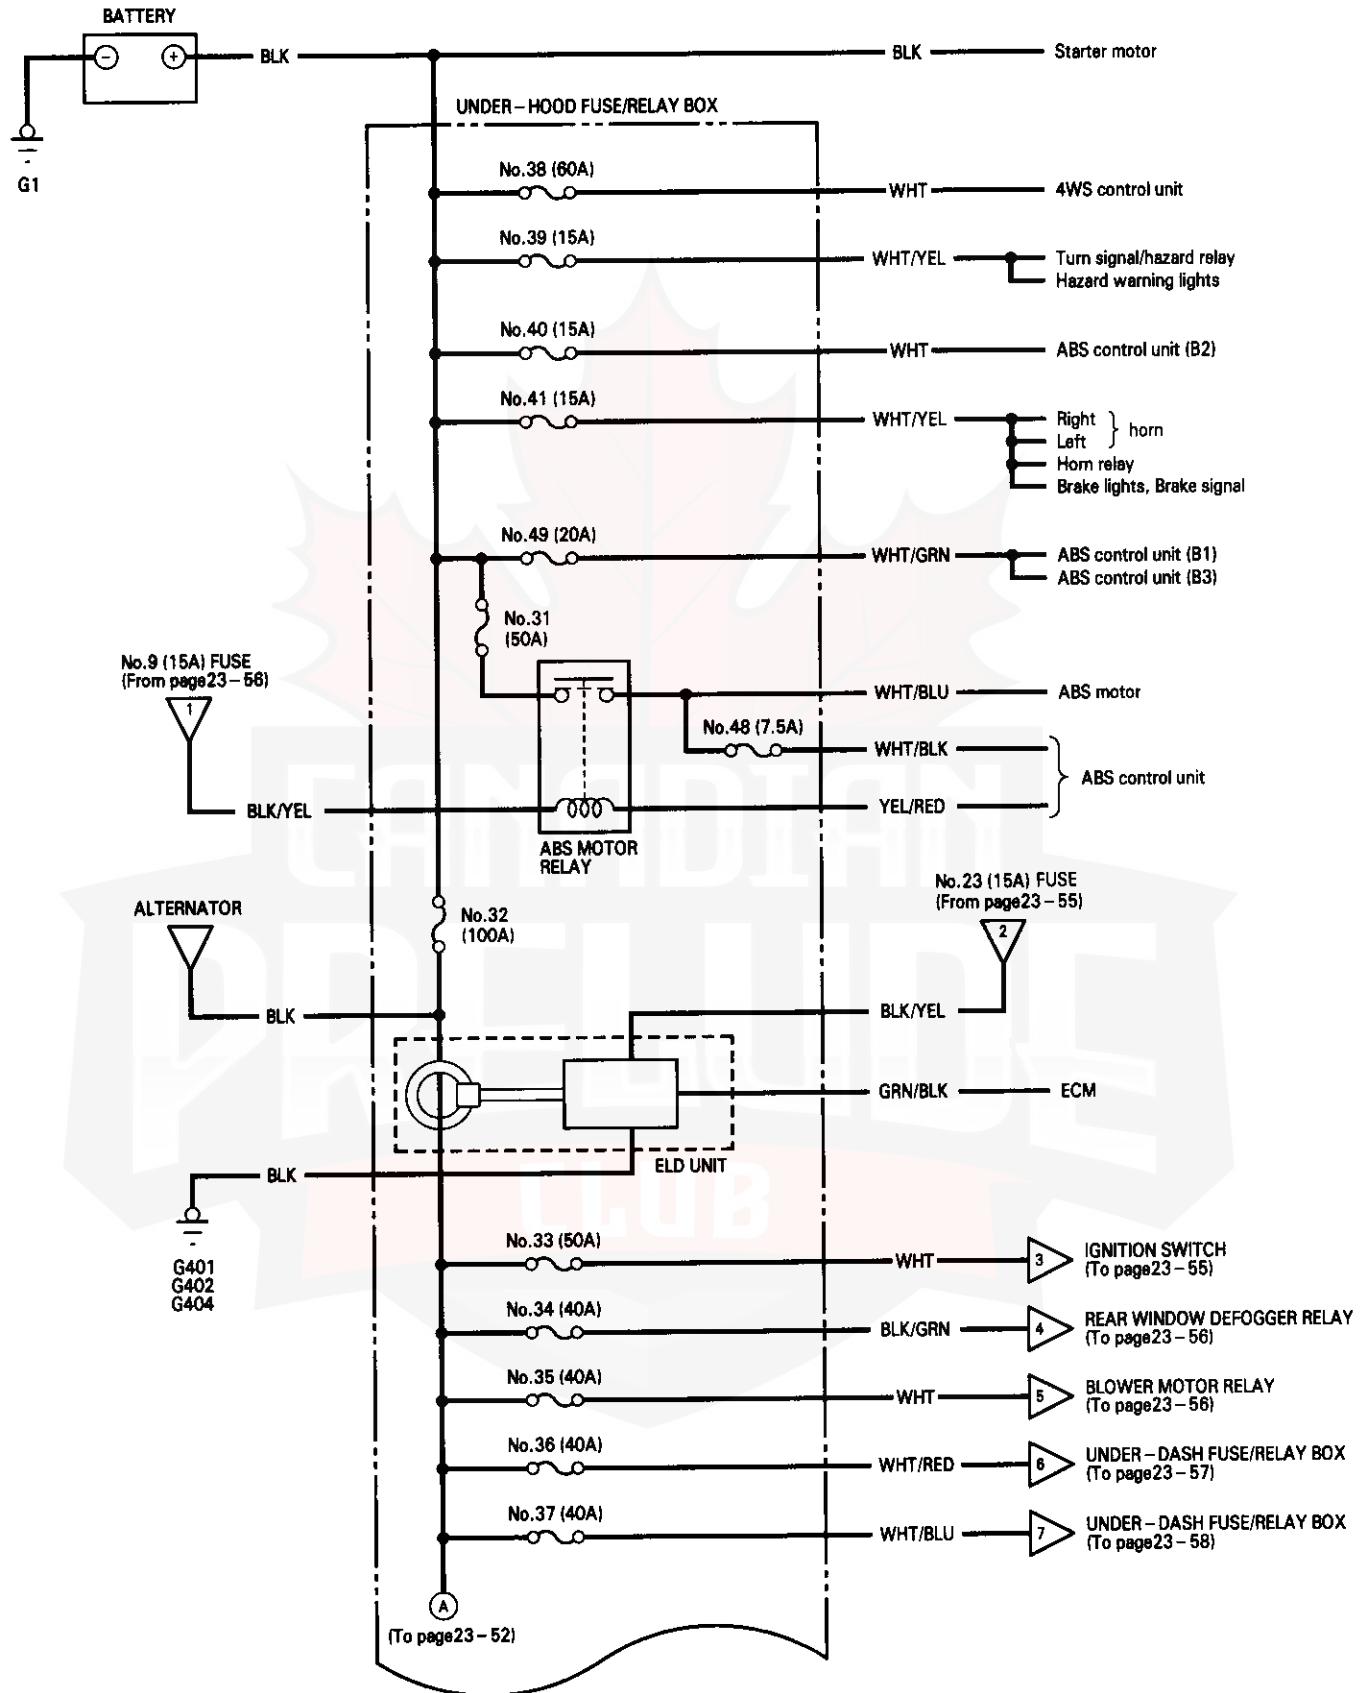 BATTERY
− + BLK BLK Starter motor
UNDER–HOOD FUSE/RELAY BOX
G1
No.38 (60A)
WHT 4WS control unit
No.39 (15A)
WHT/YEL Turn signal/hazard relay
Hazard warning lights
No.40 (15A)
WHT ABS control unit (B2)
No.41 (15A)
WHT/YEL Right
Left } horn
Horn relay
Brake lights, Brake signal
No.49 (20A)
WHT/GRN ABS control unit (B1)
ABS control unit (B3)
No.31
(50A)
No.9 (15A) FUSE
(From page23–56)
1
WHT/BLU ABS motor
No.48 (7.5A)
WHT/BLK
ABS control unit
BLK/YEL YEL/RED
ABS MOTOR
RELAY
CANADIAN
No.23 (15A) FUSE
(From page23–55)
2
ALTERNATOR
No.32
(100A)
PRELUDE
BLK BLK/YEL
GRN/BLK ECM
ELD UNIT
BLK
CLUB
G401
G402
G404
No.33 (50A)
WHT 3 IGNITION SWITCH
(To page23–55)
No.34 (40A)
BLK/GRN 4 REAR WINDOW DEFOGGER RELAY
(To page23–56)
No.35 (40A)
WHT 5 BLOWER MOTOR RELAY
(To page23–56)
No.36 (40A)
WHT/RED 6 UNDER–DASH FUSE/RELAY BOX
(To page23–57)
No.37 (40A)
WHT/BLU 7 UNDER–DASH FUSE/RELAY BOX
(To page23–58)
A
(To page23–52)